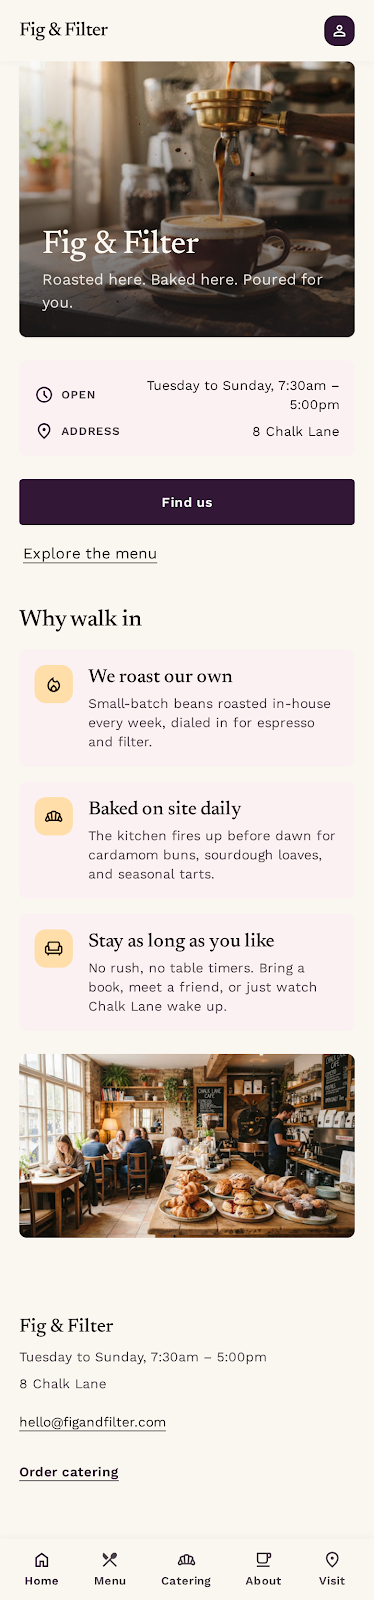 Fig & Filter
Fig & Filter
Roasted here. Baked here. Poured for
you.
OPEN
Tuesday to Sunday, 7:30am –
5:00pm
ADDRESS
8 Chalk Lane
Find us
Explore the menu
Why walk in
We roast our own
Small-batch beans roasted in-house
every week, dialed in for espresso
and filter.
Baked on site daily
The kitchen fires up before dawn for
cardamom buns, sourdough loaves,
and seasonal tarts.
Stay as long as you like
No rush, no table timers. Bring a
book, meet a friend, or just watch
Chalk Lane wake up.
CHALK LANE
CAFE
Fig & Filter
Tuesday to Sunday, 7:30am – 5:00pm
8 Chalk Lane
hello@figandfilter.com
Order catering
Home
Menu
Catering
About
Visit